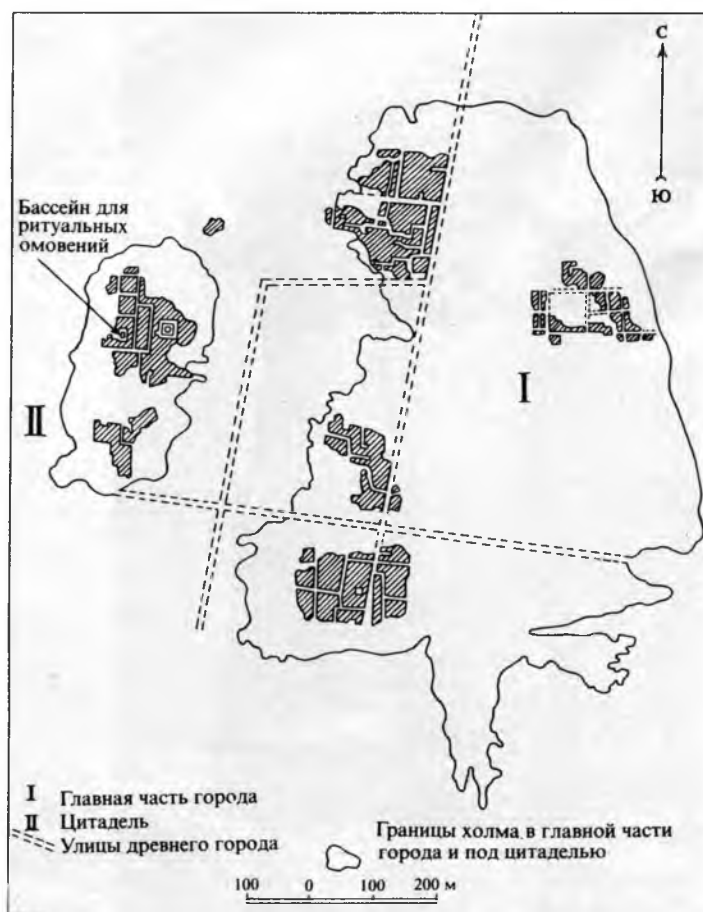 С
Ю
Бассейн для
ритуальных
омовений
I
II
I Главная часть города
II Цитадель
Улицы древнего города
Границы холма в главной части
города и под цитаделью
100 0 100 200 м